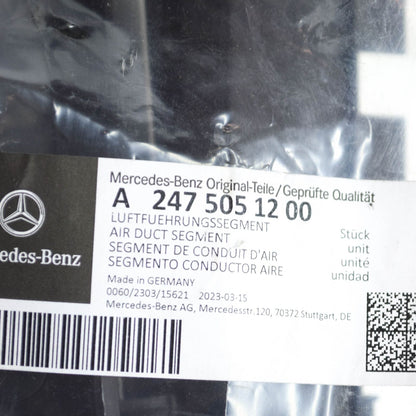 Mercedes-Benz Original-Teile/Geprüfte Qualität
A 247 505 12 00
LUFTFUEHRUNGSSEGMENT Stück
AIR DUCT SEGMENT unit
SEGMENT DE CONDUIT D'AIR unité
SEGMENTO CONDUCTOR AIRE unidad
edes-Benz
Made in GERMANY
0060/2303/15621 2023-03-15
Mercedes-Benz AG, Mercedesstr.120, 70372 Stuttgart, DE